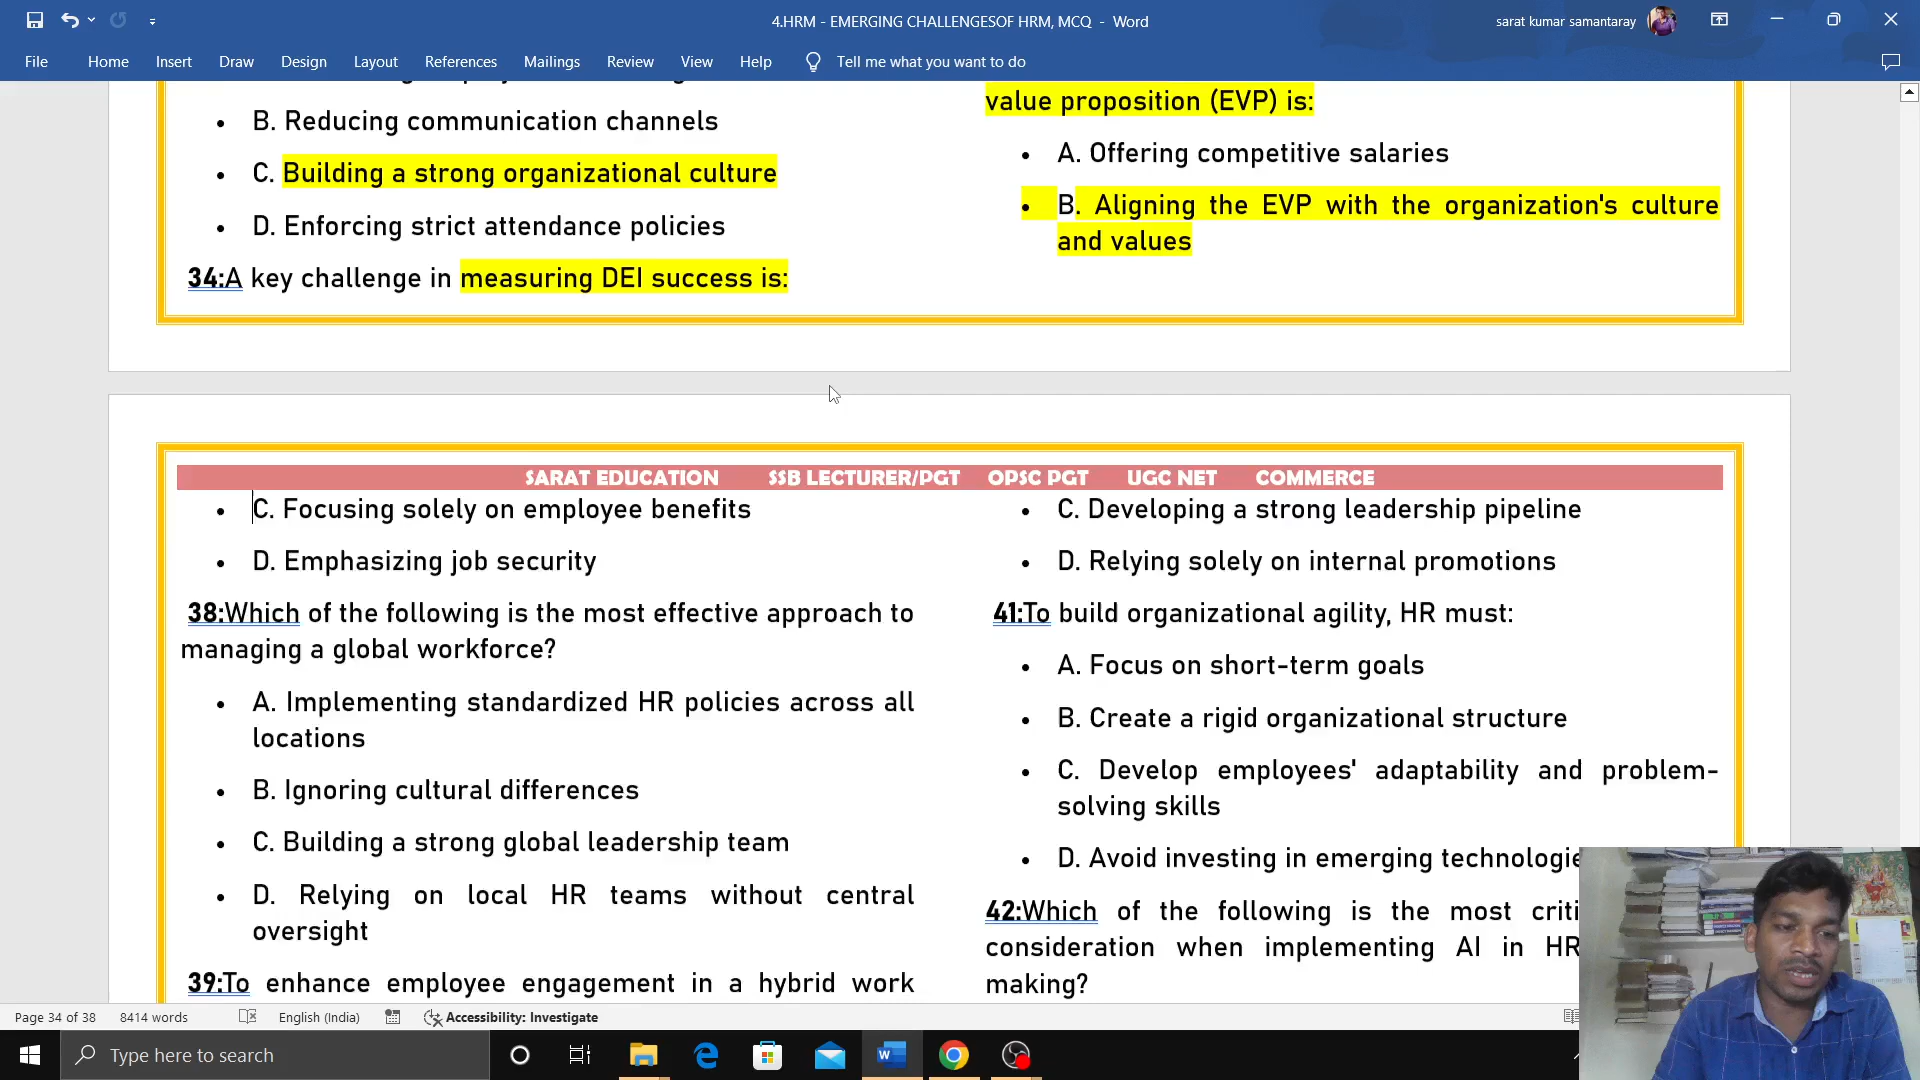 4.HRM - EMERGING CHALLENGESOF HRM, MCQ - Word
sarat kumar samantaray
File Home Insert Draw Design Layout References Mailings Review View Help Tell me what you want to do
B. Reducing communication channels
C. Building a strong organizational culture
D. Enforcing strict attendance policies
34:A key challenge in measuring DEI success is:
value proposition (EVP) is:
A. Offering competitive salaries
B. Aligning the EVP with the organization's culture
and values
SARAT EDUCATION SSB LECTURER/PGT OPSC PGT UGC NET COMMERCE
C. Focusing solely on employee benefits
D. Emphasizing job security
38:Which of the following is the most effective approach to
managing a global workforce?
A. Implementing standardized HR policies across all
locations
B. Ignoring cultural differences
C. Building a strong global leadership team
D. Relying on local HR teams without central
oversight
39:To enhance employee engagement in a hybrid work
C. Developing a strong leadership pipeline
D. Relying solely on internal promotions
41:To build organizational agility, HR must:
A. Focus on short-term goals
B. Create a rigid organizational structure
C. Develop employees' adaptability and problem-
solving skills
D. Avoid investing in emerging
42:Which of the following is the most
consideration when implementing AI in HR
making?
Page 34 of 38 8414 words English (India) Accessibility: Investigate
Type here to search